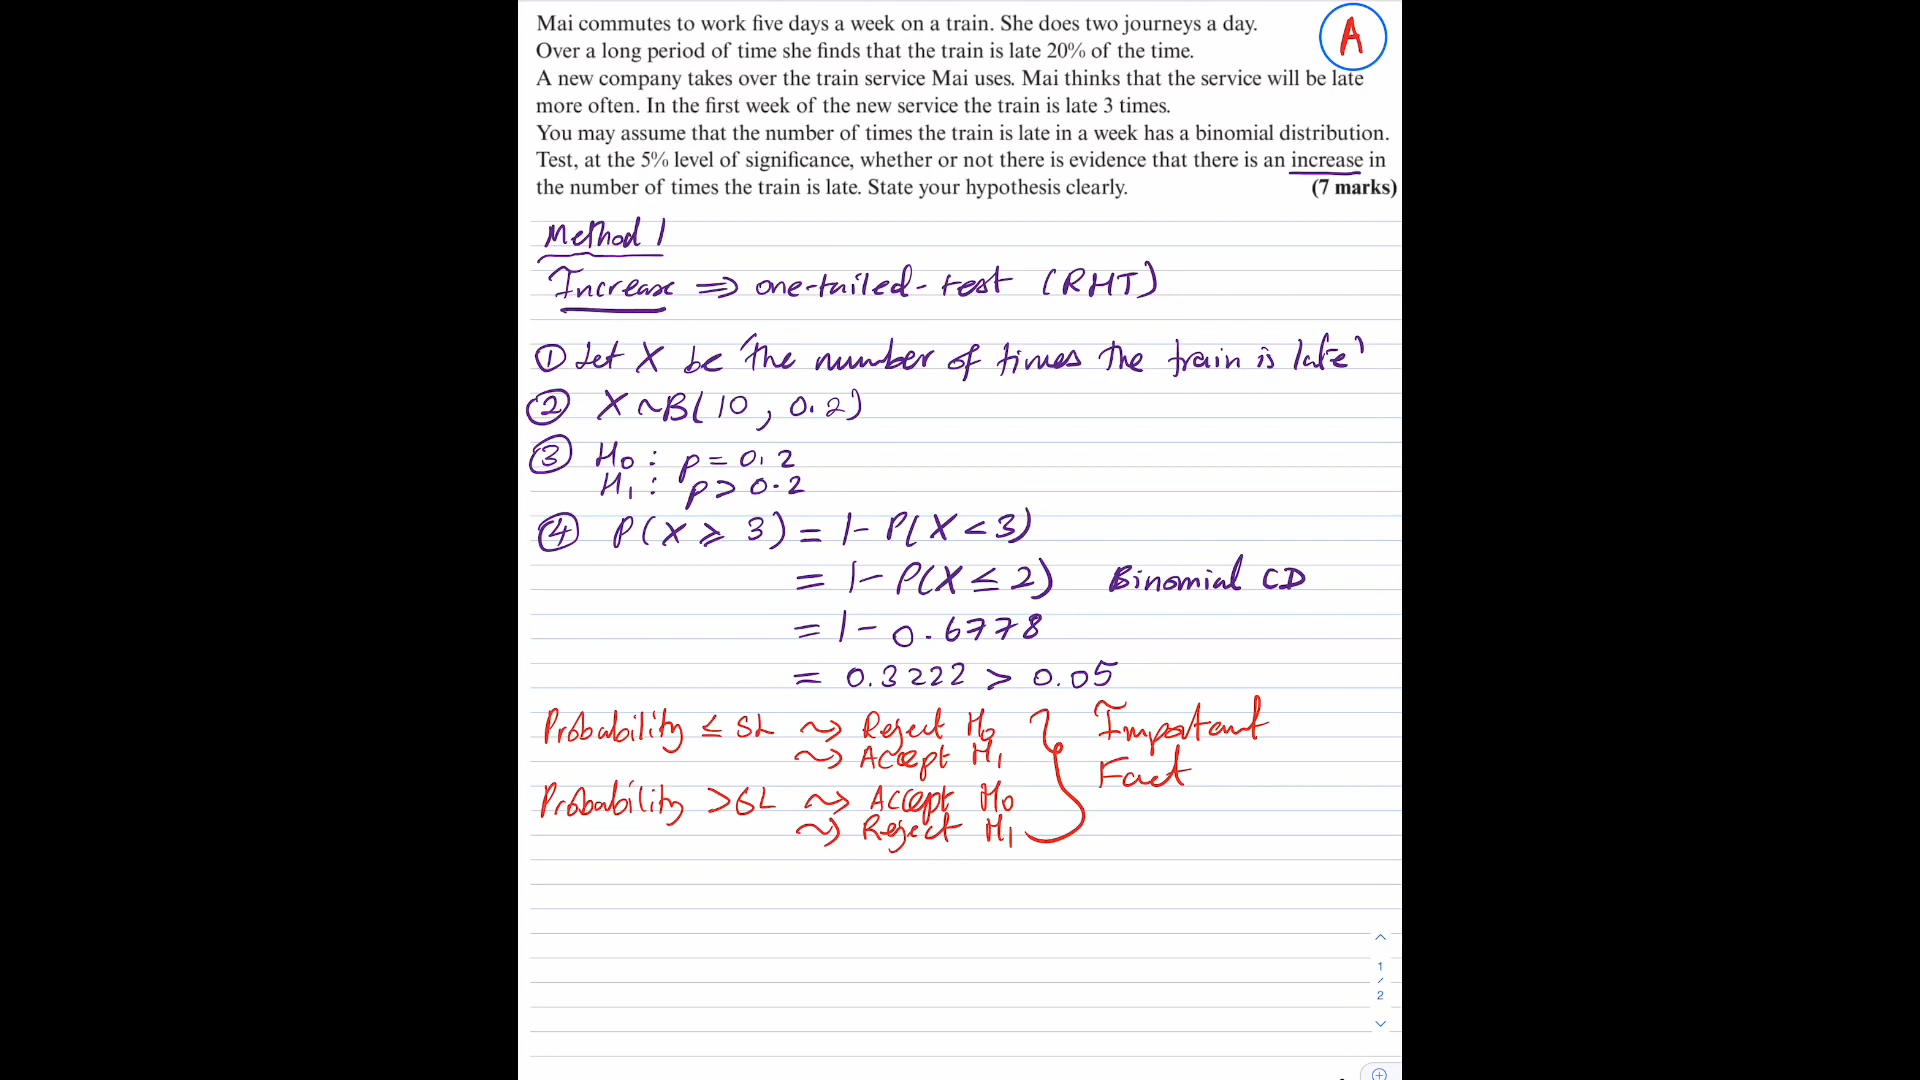 Mai commutes to work five days a week on a train. She does two journeys a day.
A
Over a long period of time she finds that the train is late 20% of the time.
A new company takes over the train service Mai uses. Mai thinks that the service will be late
more often. In the first week of the new service the train is late 3 times.
You may assume that the number of times the train is late in a week has a binomial distribution.
Test, at the 5% level of significance, whether or not there is evidence that there is an increase in
the number of times the train is late. State your hypothesis clearly. (7 marks)
Method 1
Increase ⇒ one-tailed-test (RHT)
① Let X be 'the number of times the train is late'
② X ~ B(10, 0.2)
③ H₀ : p = 0.2
H₁ : p > 0.2
④ P(X ⩾ 3) = 1 - P(X < 3)
= 1 - P(X ≤ 2) Binomial CD
= 1 - 0.6778
= 0.3222 > 0.05
Probability ≤ SL ⤳ Reject H₀
⤳ Accept H₁
Important
Fact
Probability > SL ⤳ Accept H₀
⤳ Reject H₁
1
/
2